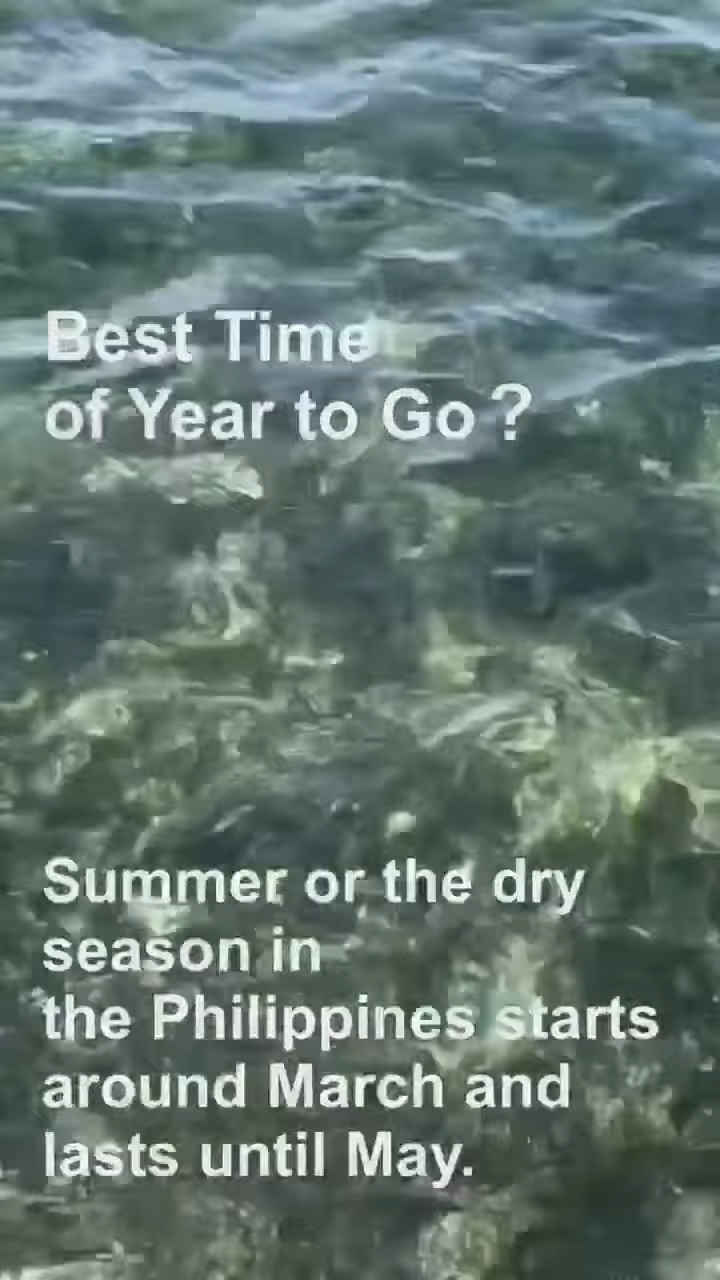 Best Time
of Year to Go ?
Summer or the dry
season in
the Philippines starts
around March and
lasts until May.